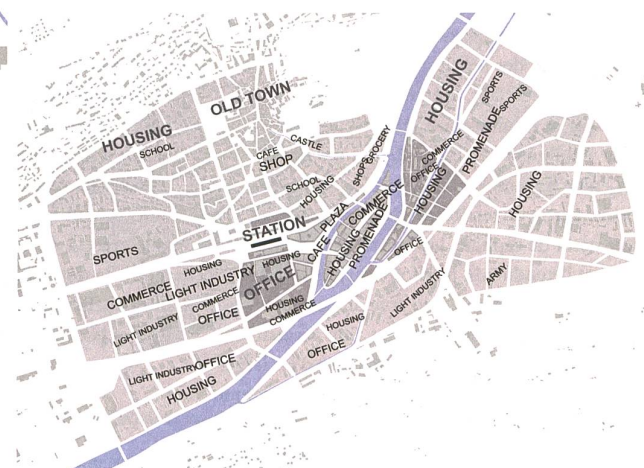 HOUSING
SPORTS
OLD TOWN
SPORTS
HOUSING
SCHOOL
CASTLE
GROCERY
COMMERCE
PROMENADE
CAFE
SHOP
SHOPS
OFFICE
HOUSING
HOUSING
SCHOOL
HOUSING
COMMERCE
PLAZA
STATION
PROMENADE
HOUSING
CAFE
OFFICE
SPORTS
HOUSING
HOUSING
LIGHT INDUSTRY
OFFICE
ARMY
COMMERCE
COMMERCE
LIGHT INDUSTRY
HOUSING
COMMERCE
OFFICE
LIGHT INDUSTRY
HOUSING
OFFICE
LIGHT INDUSTRY
OFFICE
HOUSING